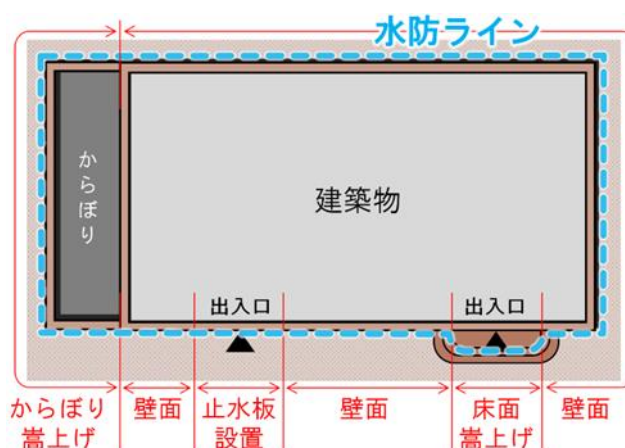 水防ライン
からぼり
建築物
出入口
出入口
からぼり
嵩上げ
壁面
止水板
設置
壁面
床面
嵩上げ
壁面